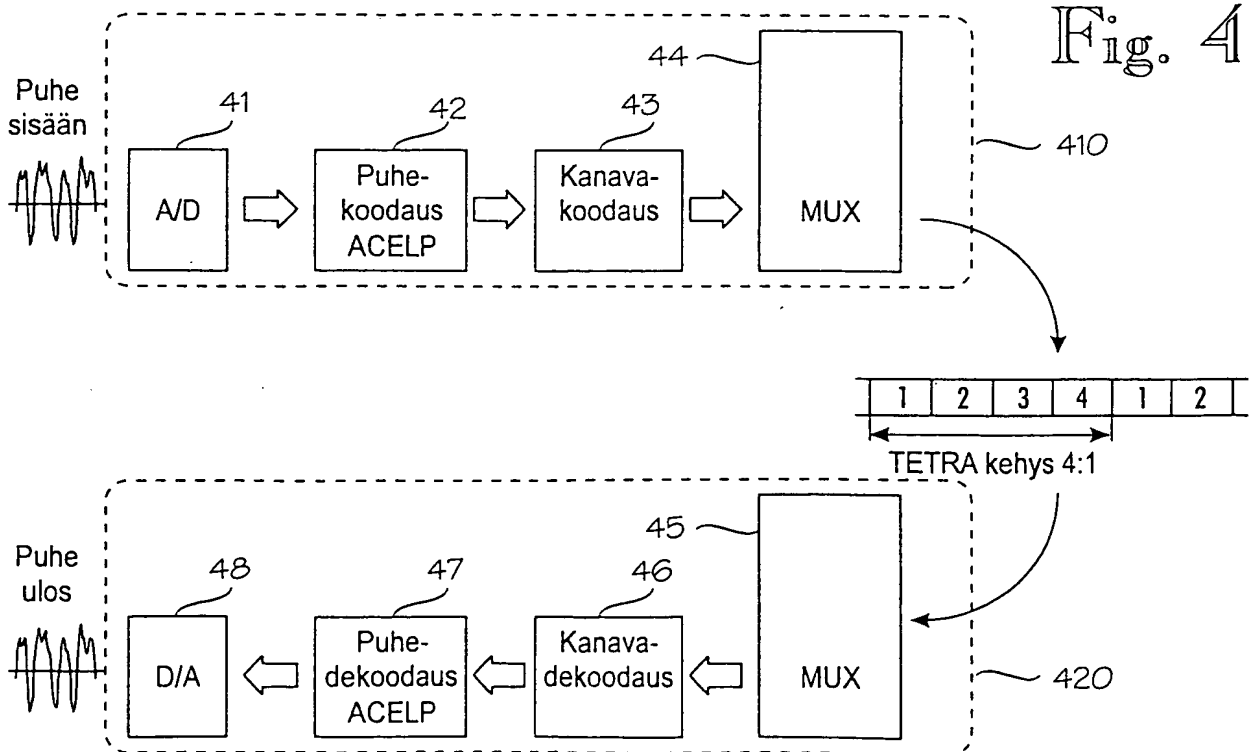 Fig. 4
Puhe
sisään
41
A/D
42
Puhe-
koodaus
ACELP
43
Kanava-
koodaus
44
MUX
410
1 2 3 4 1 2
TETRA kehys 4:1
Puhe
ulos
48
D/A
47
Puhe-
dekoodaus
ACELP
46
Kanava-
dekoodaus
45
MUX
420